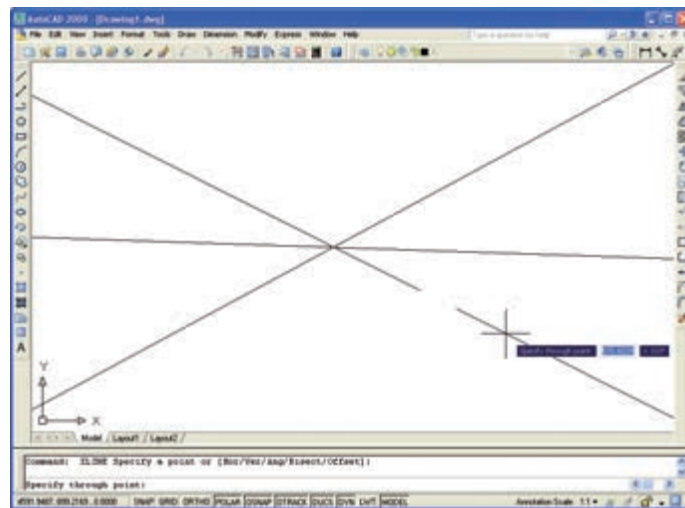 AutoCAD 2009 - [Drawing1.dwg]
File Edit View Insert Format Tools Draw Dimension Modify Express Window Help
Type a question for help
A
Specify through point:
Y
X
Model / Layout1 / Layout2 /
Command: XLINE Specify a point or [Hor/Ver/Ang/Bisect/Offset]:
Specify through point:
SNAP GRID ORTHO POLAR OSNAP OTRACK DUCS DYN LWT MODEL
Annotation Scale: 1:1